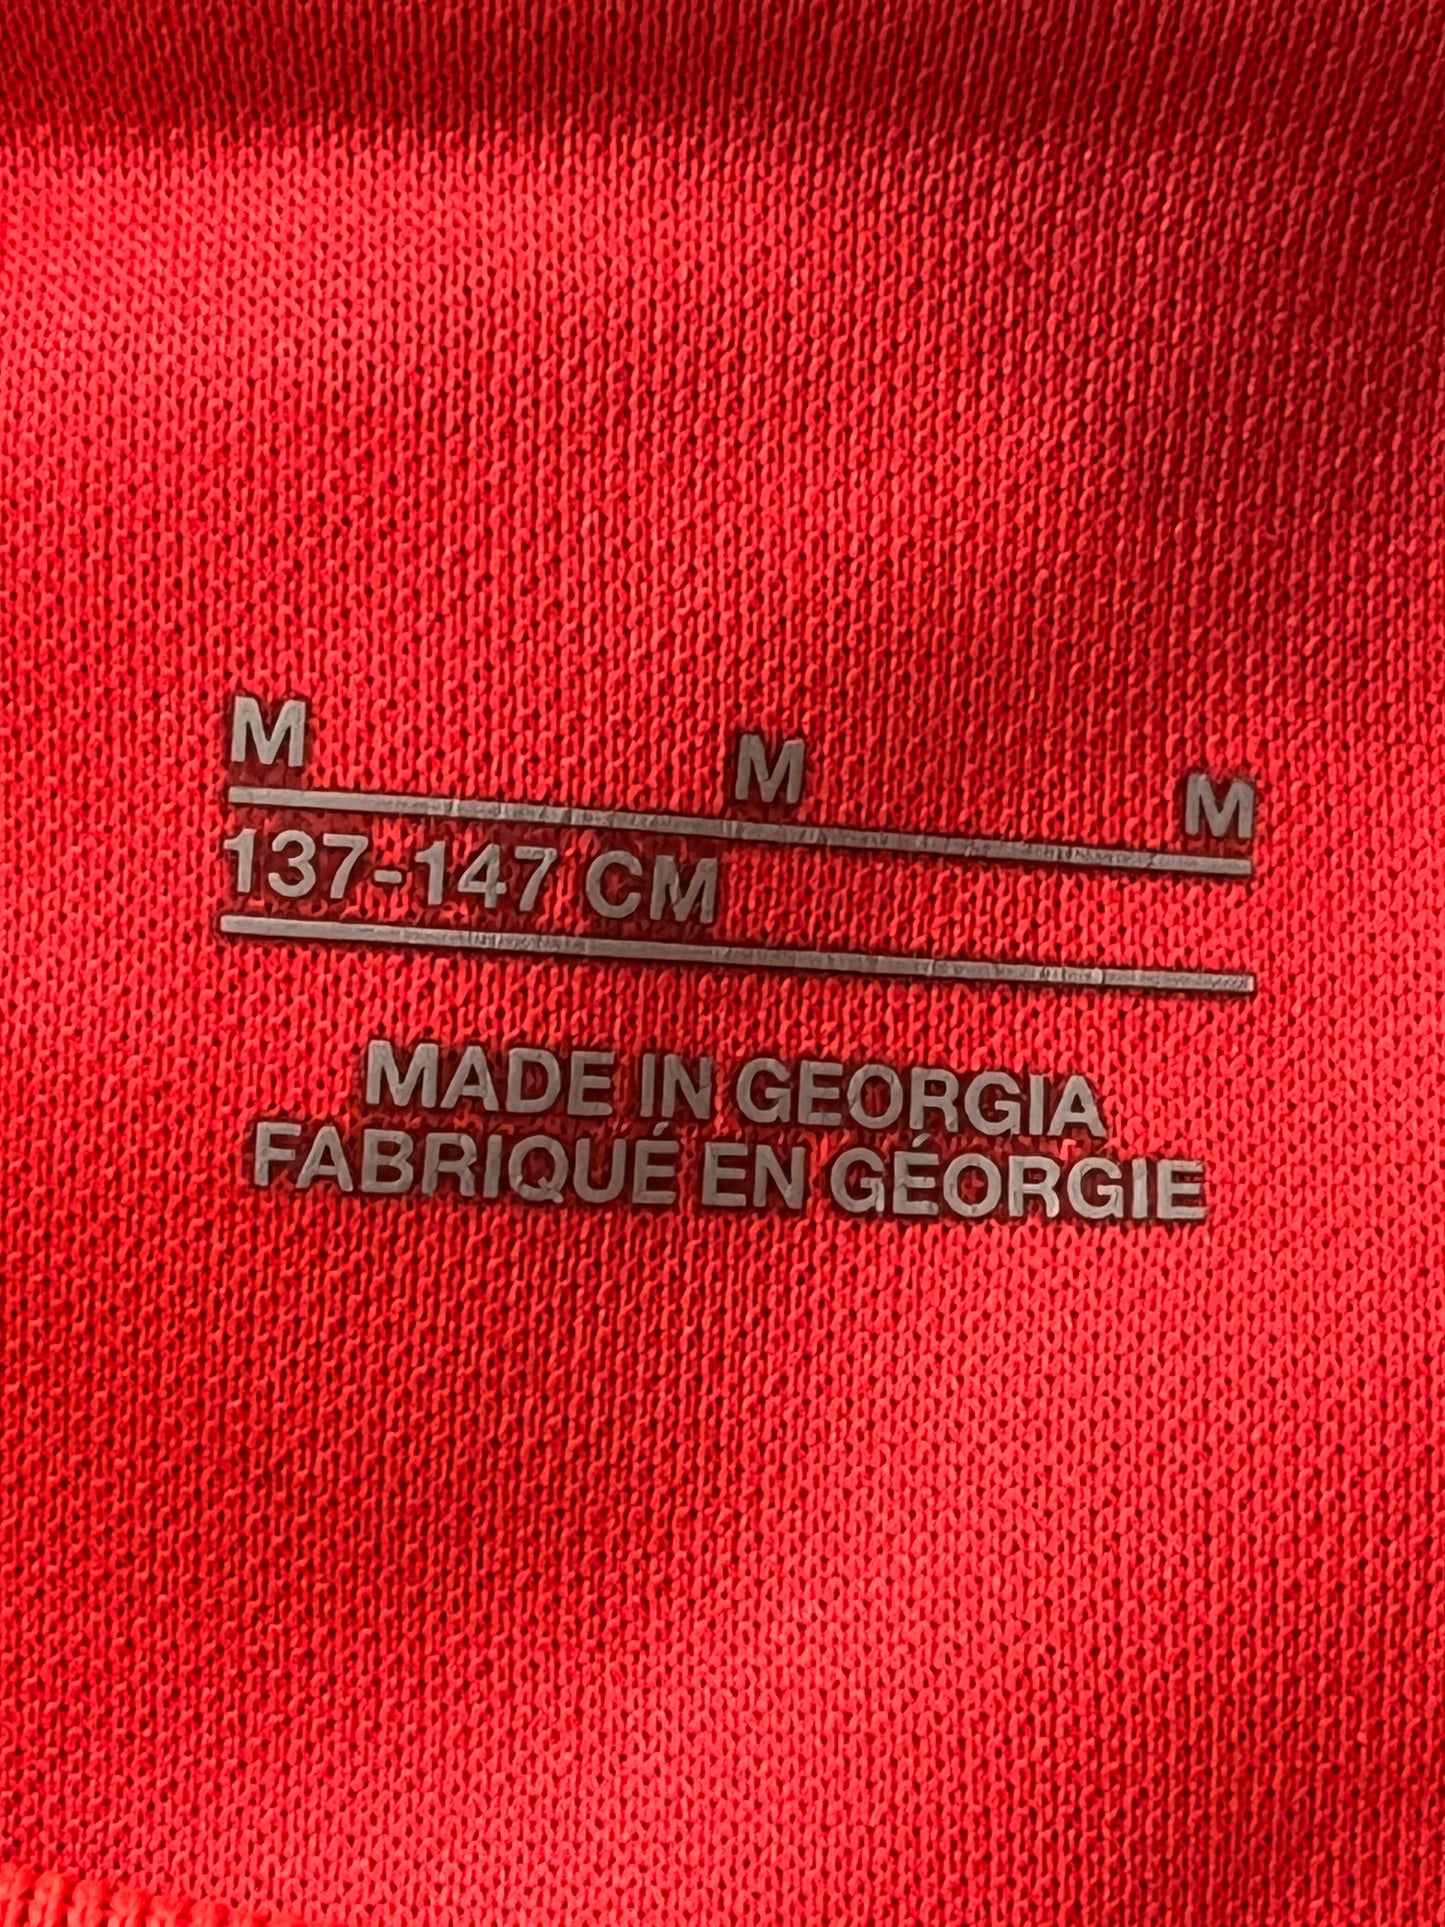 M M M
137-147 CM
MADE IN GEORGIA
FABRIQUÉ EN GÉORGIE